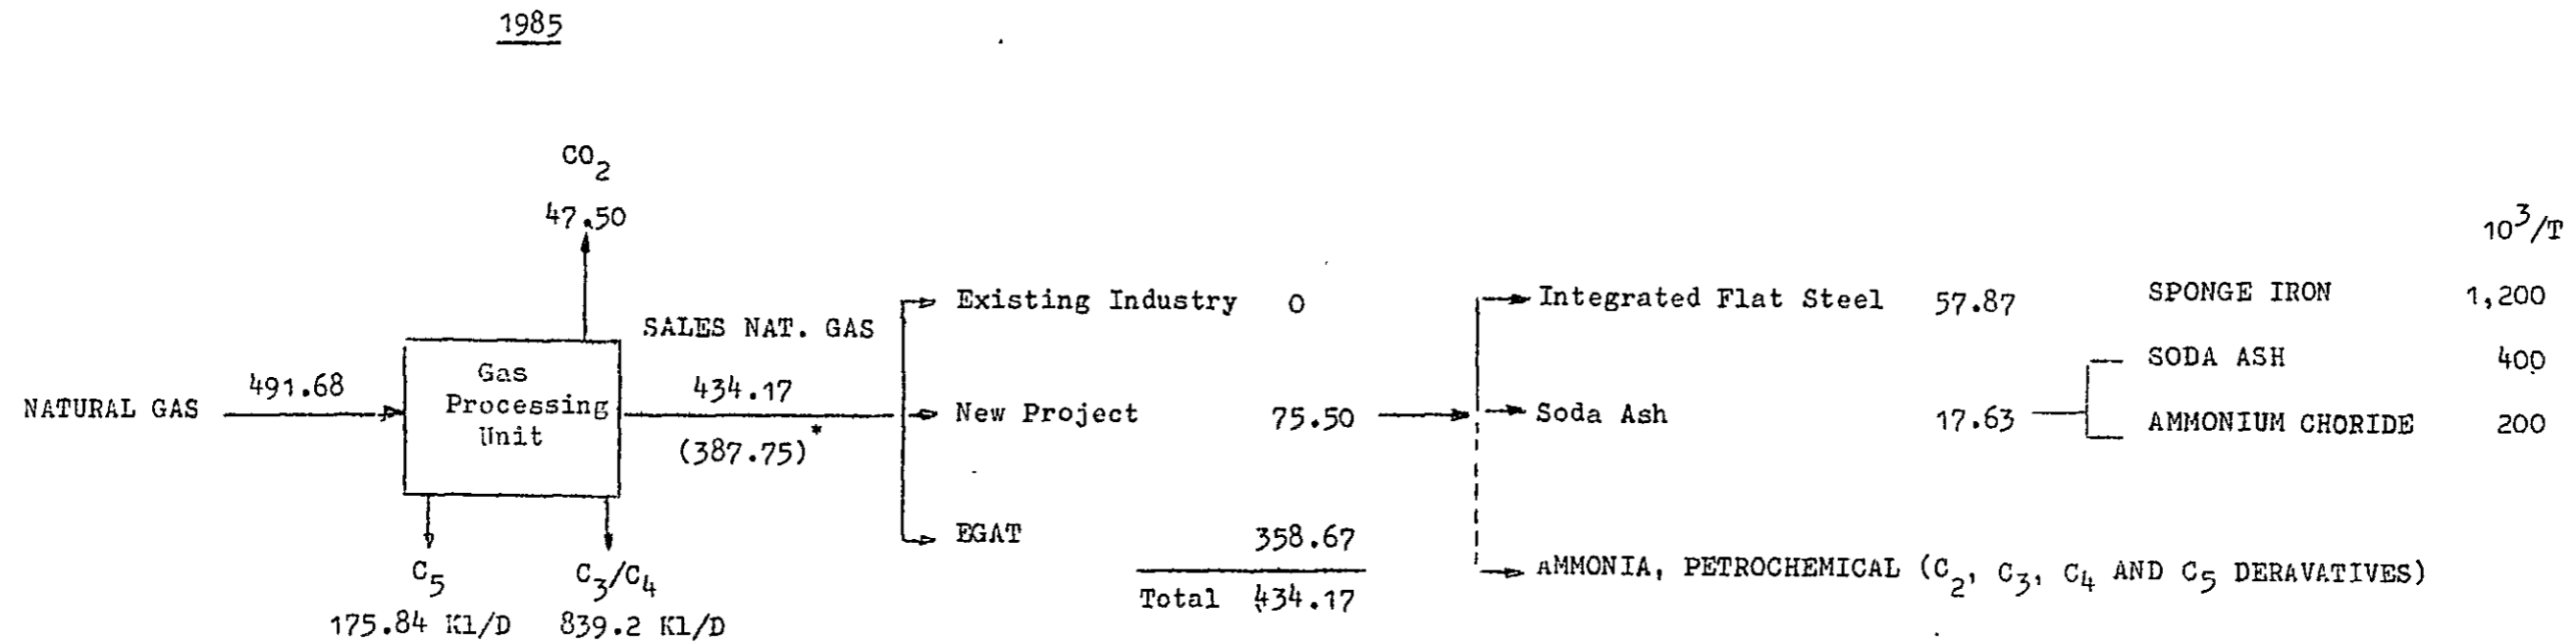 1985
CO2
47.50
10^3/T
Existing Industry 0
Integrated Flat Steel 57.87 SPONGE IRON 1,200
SALES NAT. GAS
SODA ASH 400
Gas
Processing
Unit
491.68
434.17
NATURAL GAS
New Project 75.50
Soda Ash 17.63
AMMONIUM CHORIDE 200
(387.75)*
EGAT 358.67
C5 C3/C4
AMMONIA, PETROCHEMICAL (C2, C3, C4 AND C5 DERAVATIVES)
Total 434.17
175.84 Kl/D 839.2 Kl/D